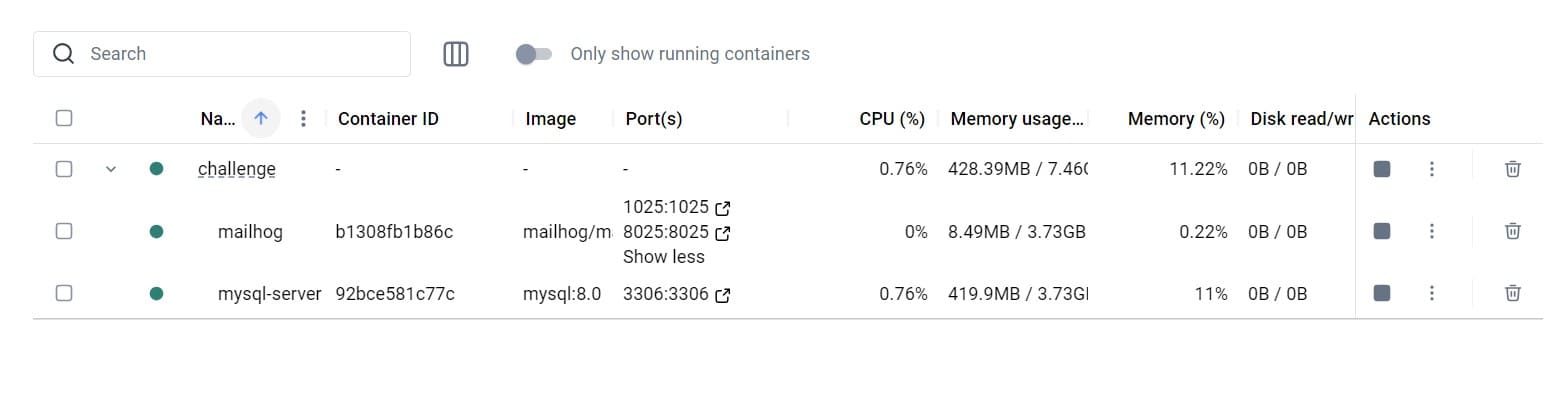 Search
Only show running containers
Na... Container ID Image Port(s) CPU (%) Memory usage... Memory (%) Disk read/wr Actions
challenge - - - 0.76% 428.39MB / 7.46 11.22% 0B / 0B
1025:1025
mailhog b1308fb1b86c mailhog/m 8025:8025 0% 8.49MB / 3.73GB 0.22% 0B / 0B
Show less
mysql-server 92bce581c77c mysql:8.0 3306:3306 0.76% 419.9MB / 3.73G 11% 0B / 0B